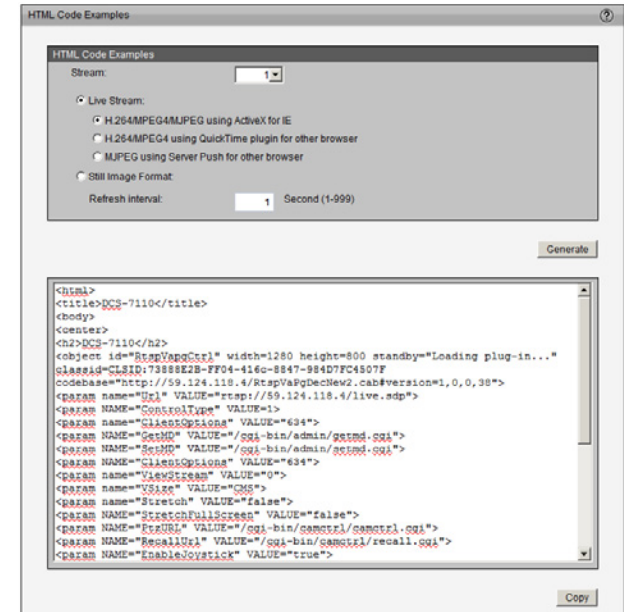 HTML Code Examples
HTML Code Examples
Stream: 1
Live Stream:
H.264/MPEG4/MJPEG using ActiveX for IE
H.264/MPEG4 using QuickTime plugin for other browser
MJPEG using Server Push for other browser
Still Image Format:
Refresh interval: 1 Second (1-999)
Generate
<html>
<title>DCS-7110</title>
<body>
<center>
<h2>DCS-7110</h2>
<object id="RtspVapgCtrl" width=1280 height=800 standby="Loading plug-in..."
classid=CLSID:73888E2B-FF04-416c-8847-984D7FC4507F
codebase="http://59.124.118.4/RtspVaPgDecNew2.cab#version=1,0,0,38">
<param name="Url" VALUE="rtsp://59.124.118.4/live.sdp">
<param NAME="ControlType" VALUE=1>
<param name="ClientOptions" VALUE="634">
<param NAME="GetMD" VALUE="/cgi-bin/admin/getmd.cgi">
<param NAME="SetMD" VALUE="/cgi-bin/admin/setmd.cgi">
<param NAME="ClientOptions" VALUE="634">
<param name="ViewStream" VALUE="0">
<param name="VSize" VALUE="CMS">
<param name="Stretch" VALUE="false">
<param NAME="StretchFullScreen" VALUE="false">
<param NAME="PtzURL" VALUE="/cgi-bin/camctrl/camctrl.cgi">
<param NAME="RecallUrl" VALUE="/cgi-bin/camctrl/recall.cgi">
<param NAME="EnableJoystick" VALUE="true">
Copy